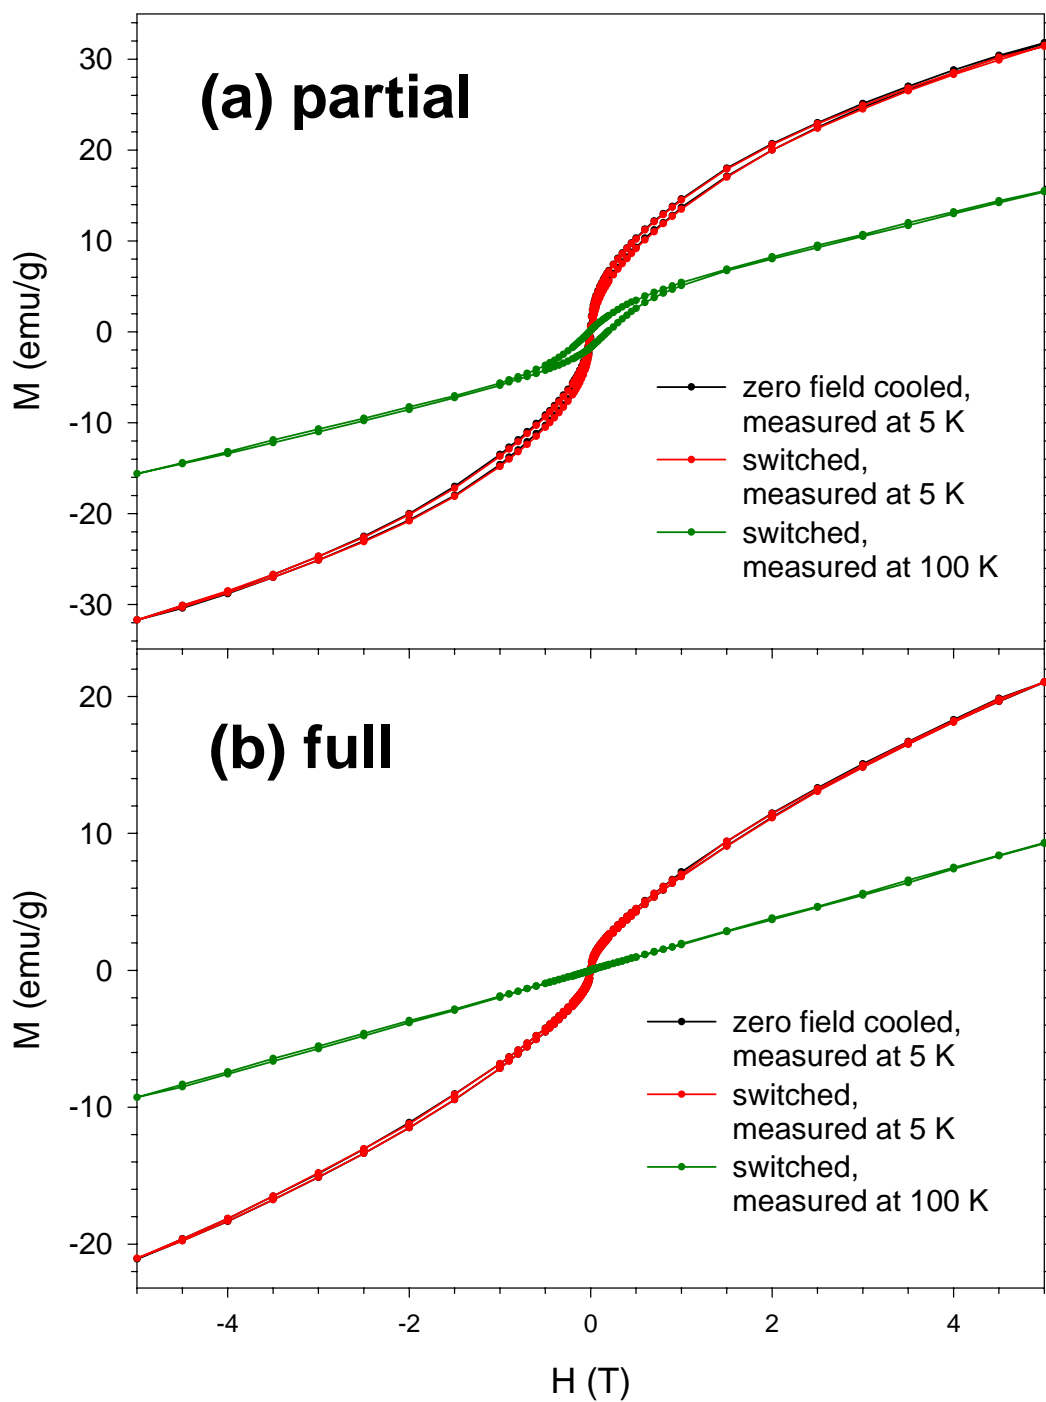 30
(a) partial
20
10
0
M (emu/g)
zero field cooled,
measured at 5 K
-10
switched,
measured at 5 K
-20
switched,
measured at 100 K
-30
20
(b) full
10
0
M (emu/g)
zero field cooled,
measured at 5 K
-10
switched,
measured at 5 K
switched,
measured at 100 K
-20
-4 -2 0 2 4
H (T)